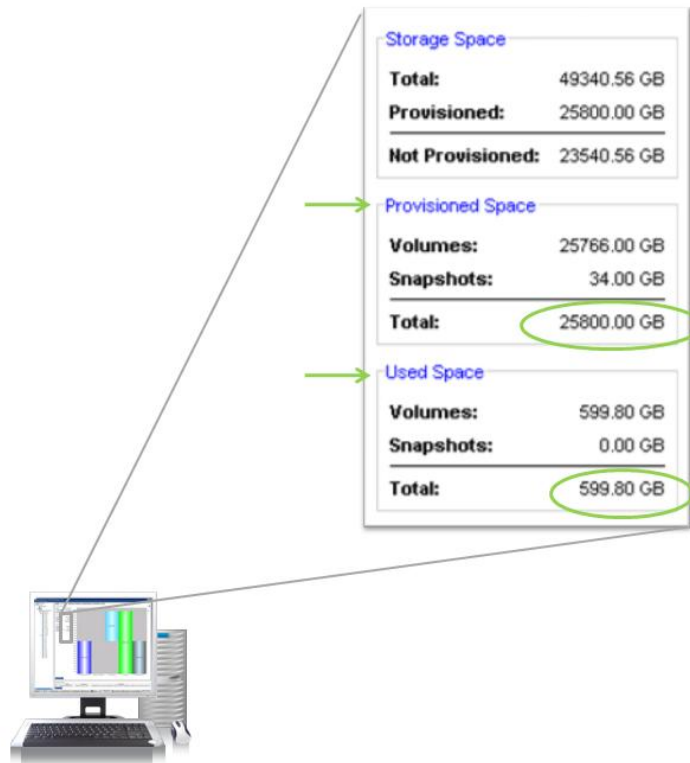 Storage Space
Total: 49340.56 GB
Provisioned: 25800.00 GB
Not Provisioned: 23540.56 GB
Provisioned Space
Volumes: 25766.00 GB
Snapshots: 34.00 GB
Total: 25800.00 GB
Used Space
Volumes: 599.80 GB
Snapshots: 0.00 GB
Total: 599.80 GB